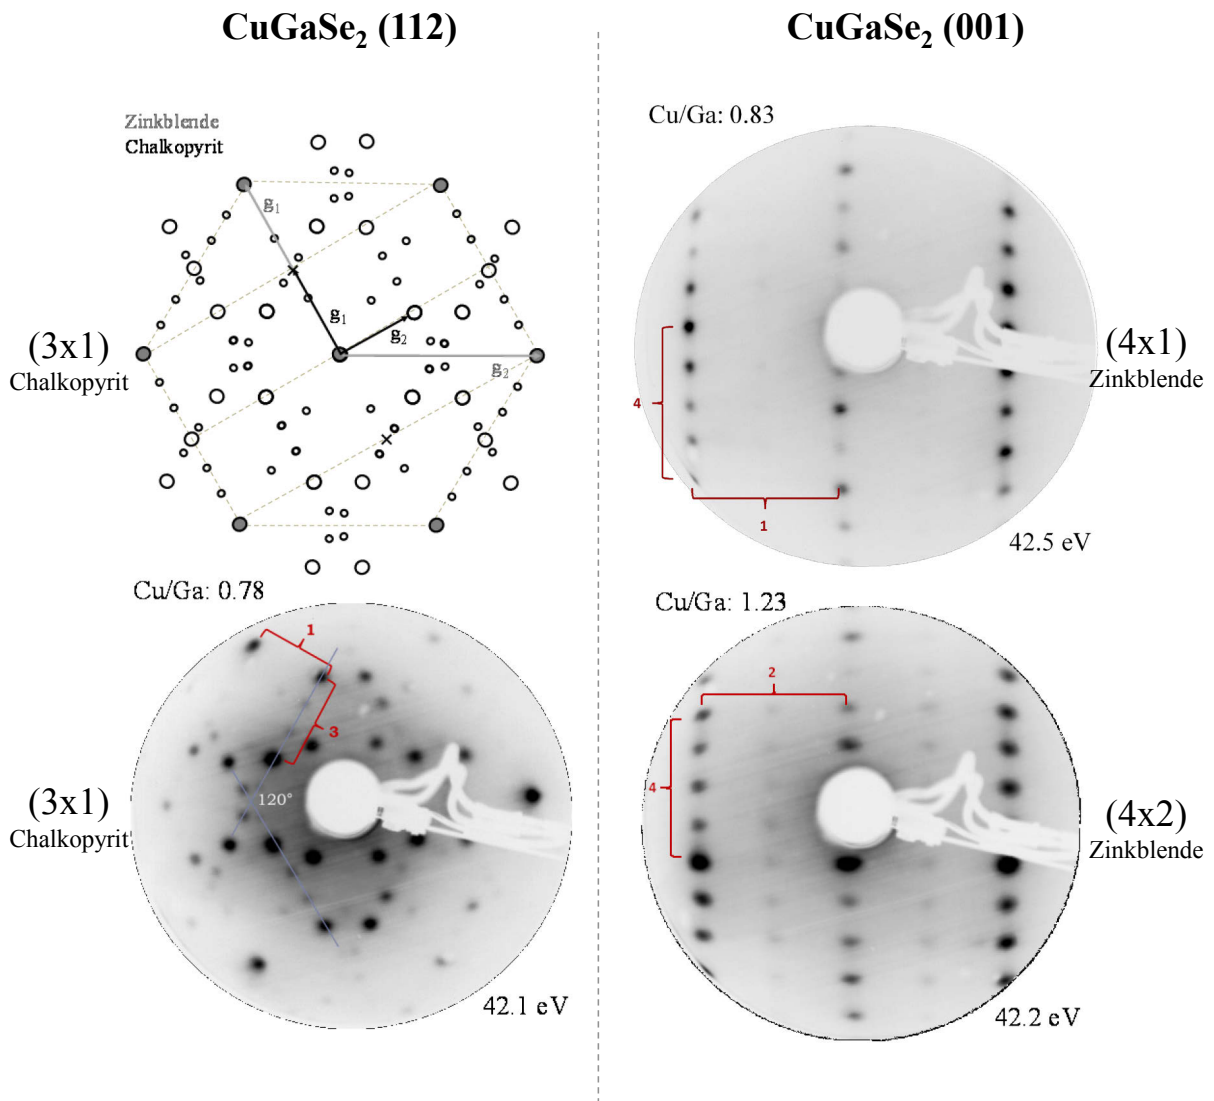 CuGaSe₂ (112)
Zinkblende
Chalkopyrit
g₁
g₁
g₂
g₂
(3x1)
Chalkopyrit
Cu/Ga: 0.78
1
3
120°
(3x1)
Chalkopyrit
42.1 eV
CuGaSe₂ (001)
Cu/Ga: 0.83
4
1
(4x1)
Zinkblende
42.5 eV
Cu/Ga: 1.23
2
4
(4x2)
Zinkblende
42.2 eV